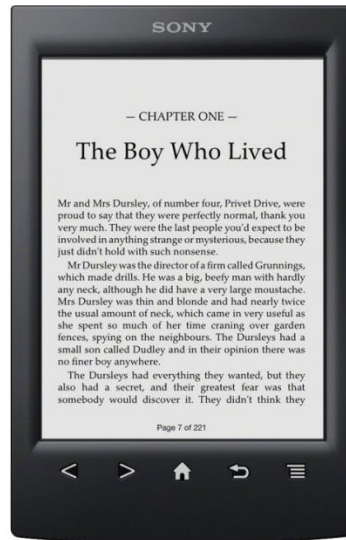 SONY
— CHAPTER ONE —
The Boy Who Lived
Mr and Mrs Dursley, of number four, Privet Drive, were
proud to say that they were perfectly normal, thank you
very much. They were the last people you'd expect to be
involved in anything strange or mysterious, because they
just didn't hold with such nonsense.
Mr Dursley was the director of a firm called Grunnings,
which made drills. He was a big, beefy man with hardly
any neck, although he did have a very large moustache.
Mrs Dursley was thin and blonde and had nearly twice
the usual amount of neck, which came in very useful as
she spent so much of her time craning over garden
fences, spying on the neighbours. The Dursleys had a
small son called Dudley and in their opinion there was
no finer boy anywhere.
The Dursleys had everything they wanted, but they
also had a secret, and their greatest fear was that
somebody would discover it. They didn't think they
Page 7 of 221